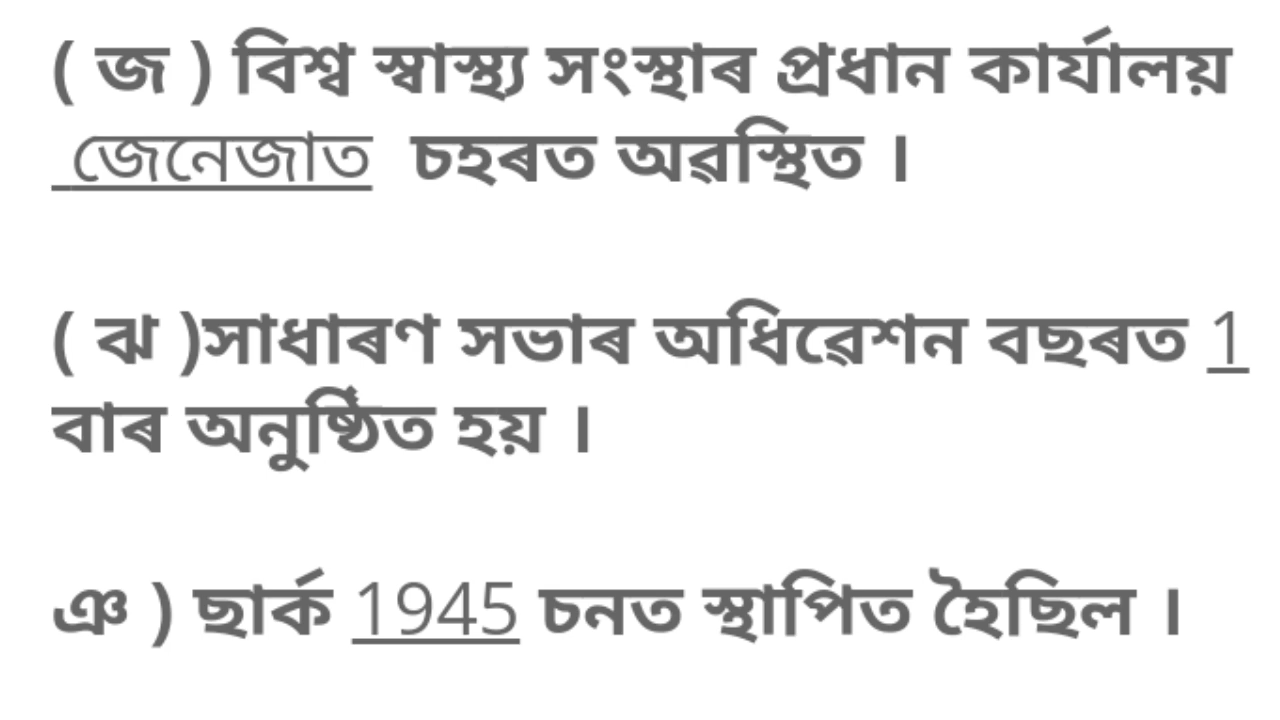 ( জ ) বিশ্ব স্বাস্থ্য সংস্থাৰ প্ৰধান কাৰ্যালয়
জেনেজাত চহৰত অৱস্থিত ।
( ঝ )সাধাৰণ সভাৰ অধিৱেশন বছৰত 1
বাৰ অনুষ্ঠিত হয় ।
ঞ ) ছাৰ্ক 1945 চনত স্থাপিত হৈছিল ।